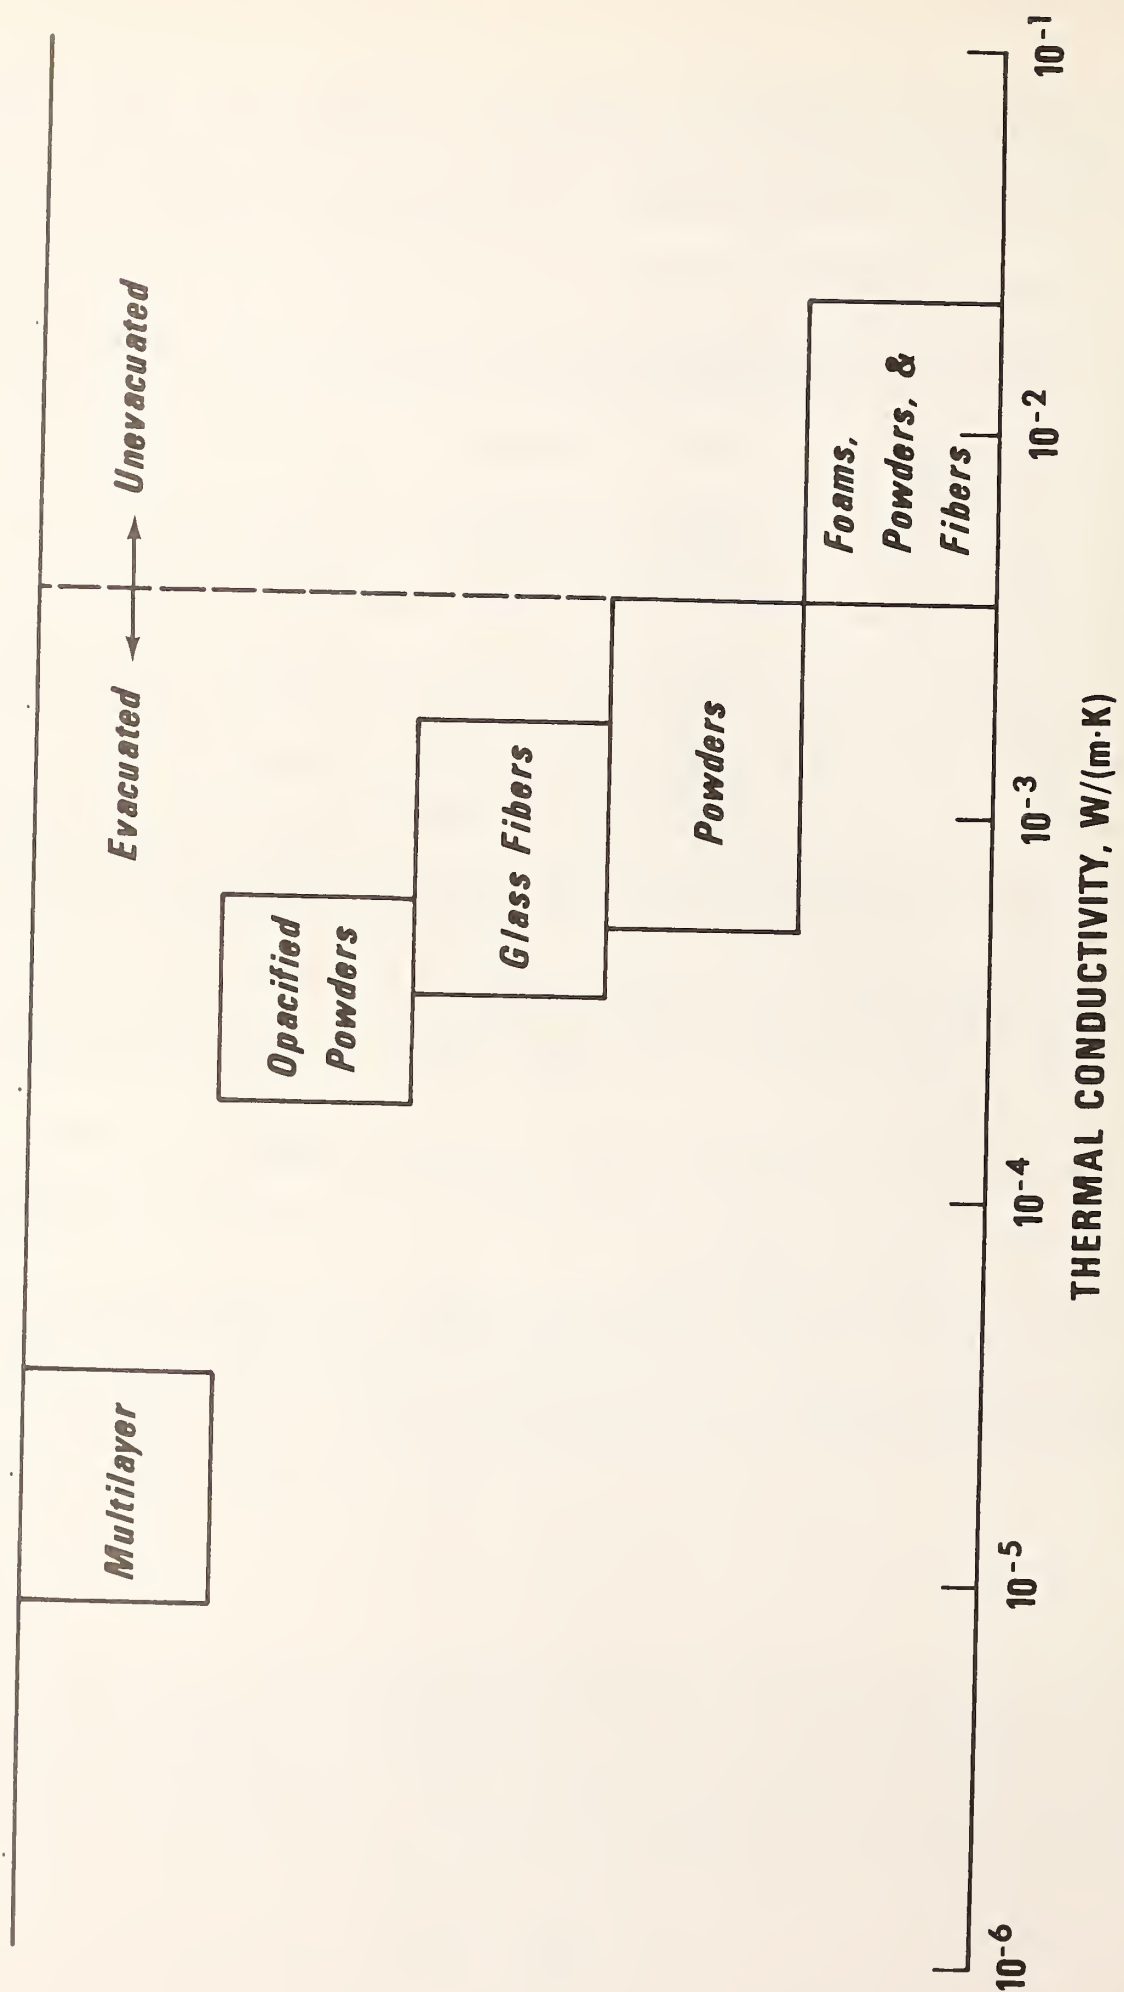 Evacuated
Unevacuated
Multilayer
Opacified
Powders
Glass Fibers
Powders
Foams,
Powders, &
Fibers
10-6
10-5
10-4
10-3
10-2
10-1
THERMAL CONDUCTIVITY, W/(m·K)